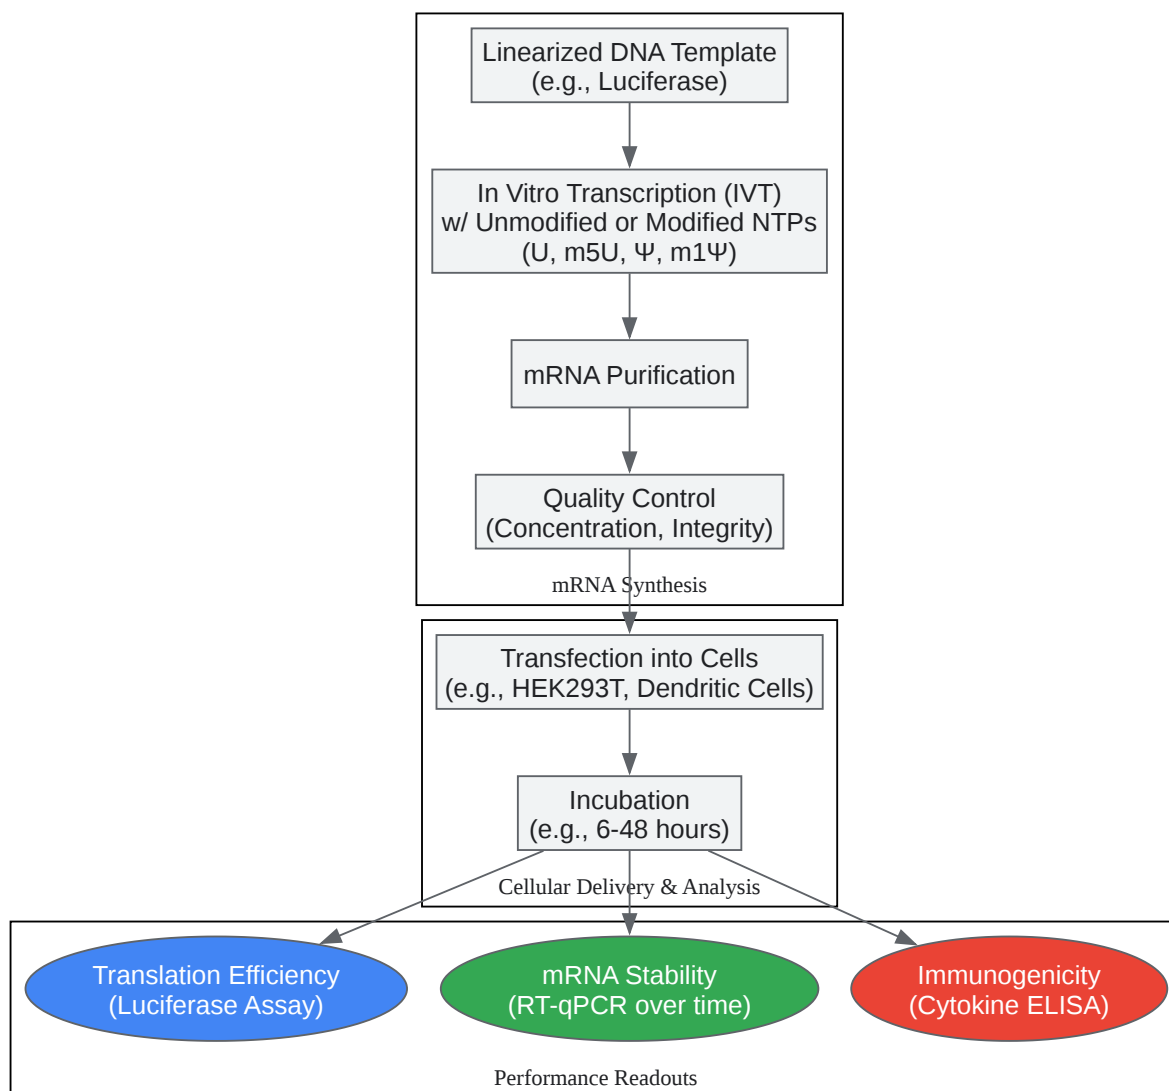 Linearized DNA Template
(e.g., Luciferase)
In Vitro Transcription (IVT)
w/ Unmodified or Modified NTPs
(U, m5U, Ψ, m1Ψ)
mRNA Purification
Quality Control
(Concentration, Integrity)
mRNA Synthesis
Transfection into Cells
(e.g., HEK293T, Dendritic Cells)
Incubation
(e.g., 6-48 hours)
Cellular Delivery & Analysis
Translation Efficiency
(Luciferase Assay)
mRNA Stability
(RT-qPCR over time)
Immunogenicity
(Cytokine ELISA)
Performance Readouts